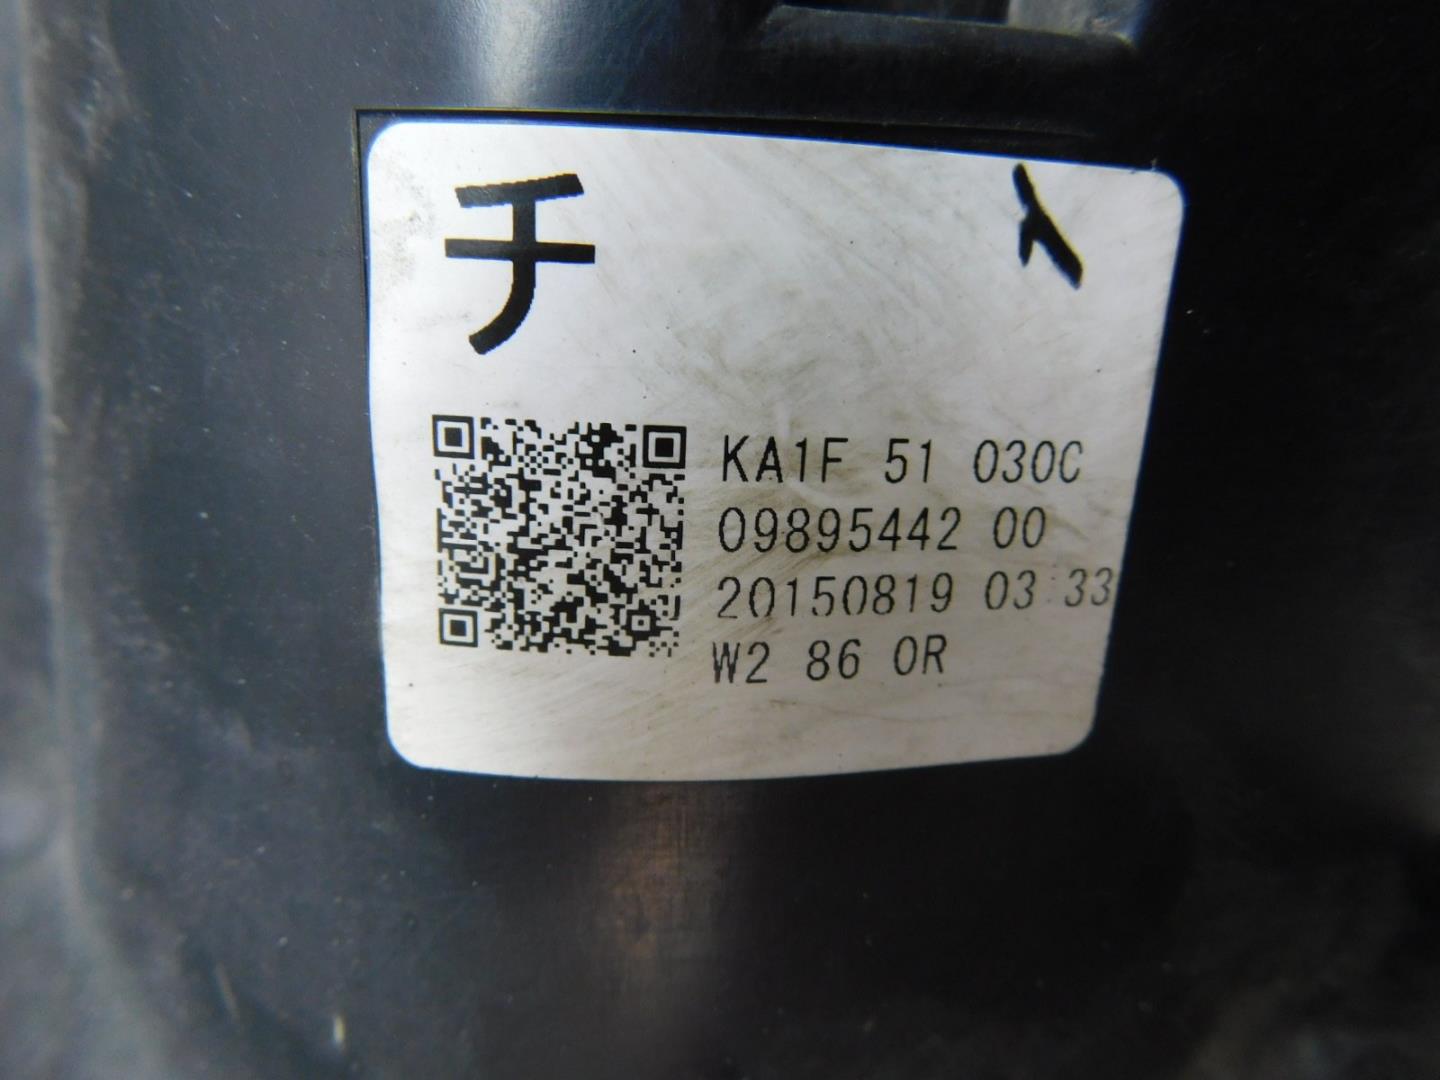 チ
KA1F 51 030C
09895442 00
20150819 03:33
W2 86 0R